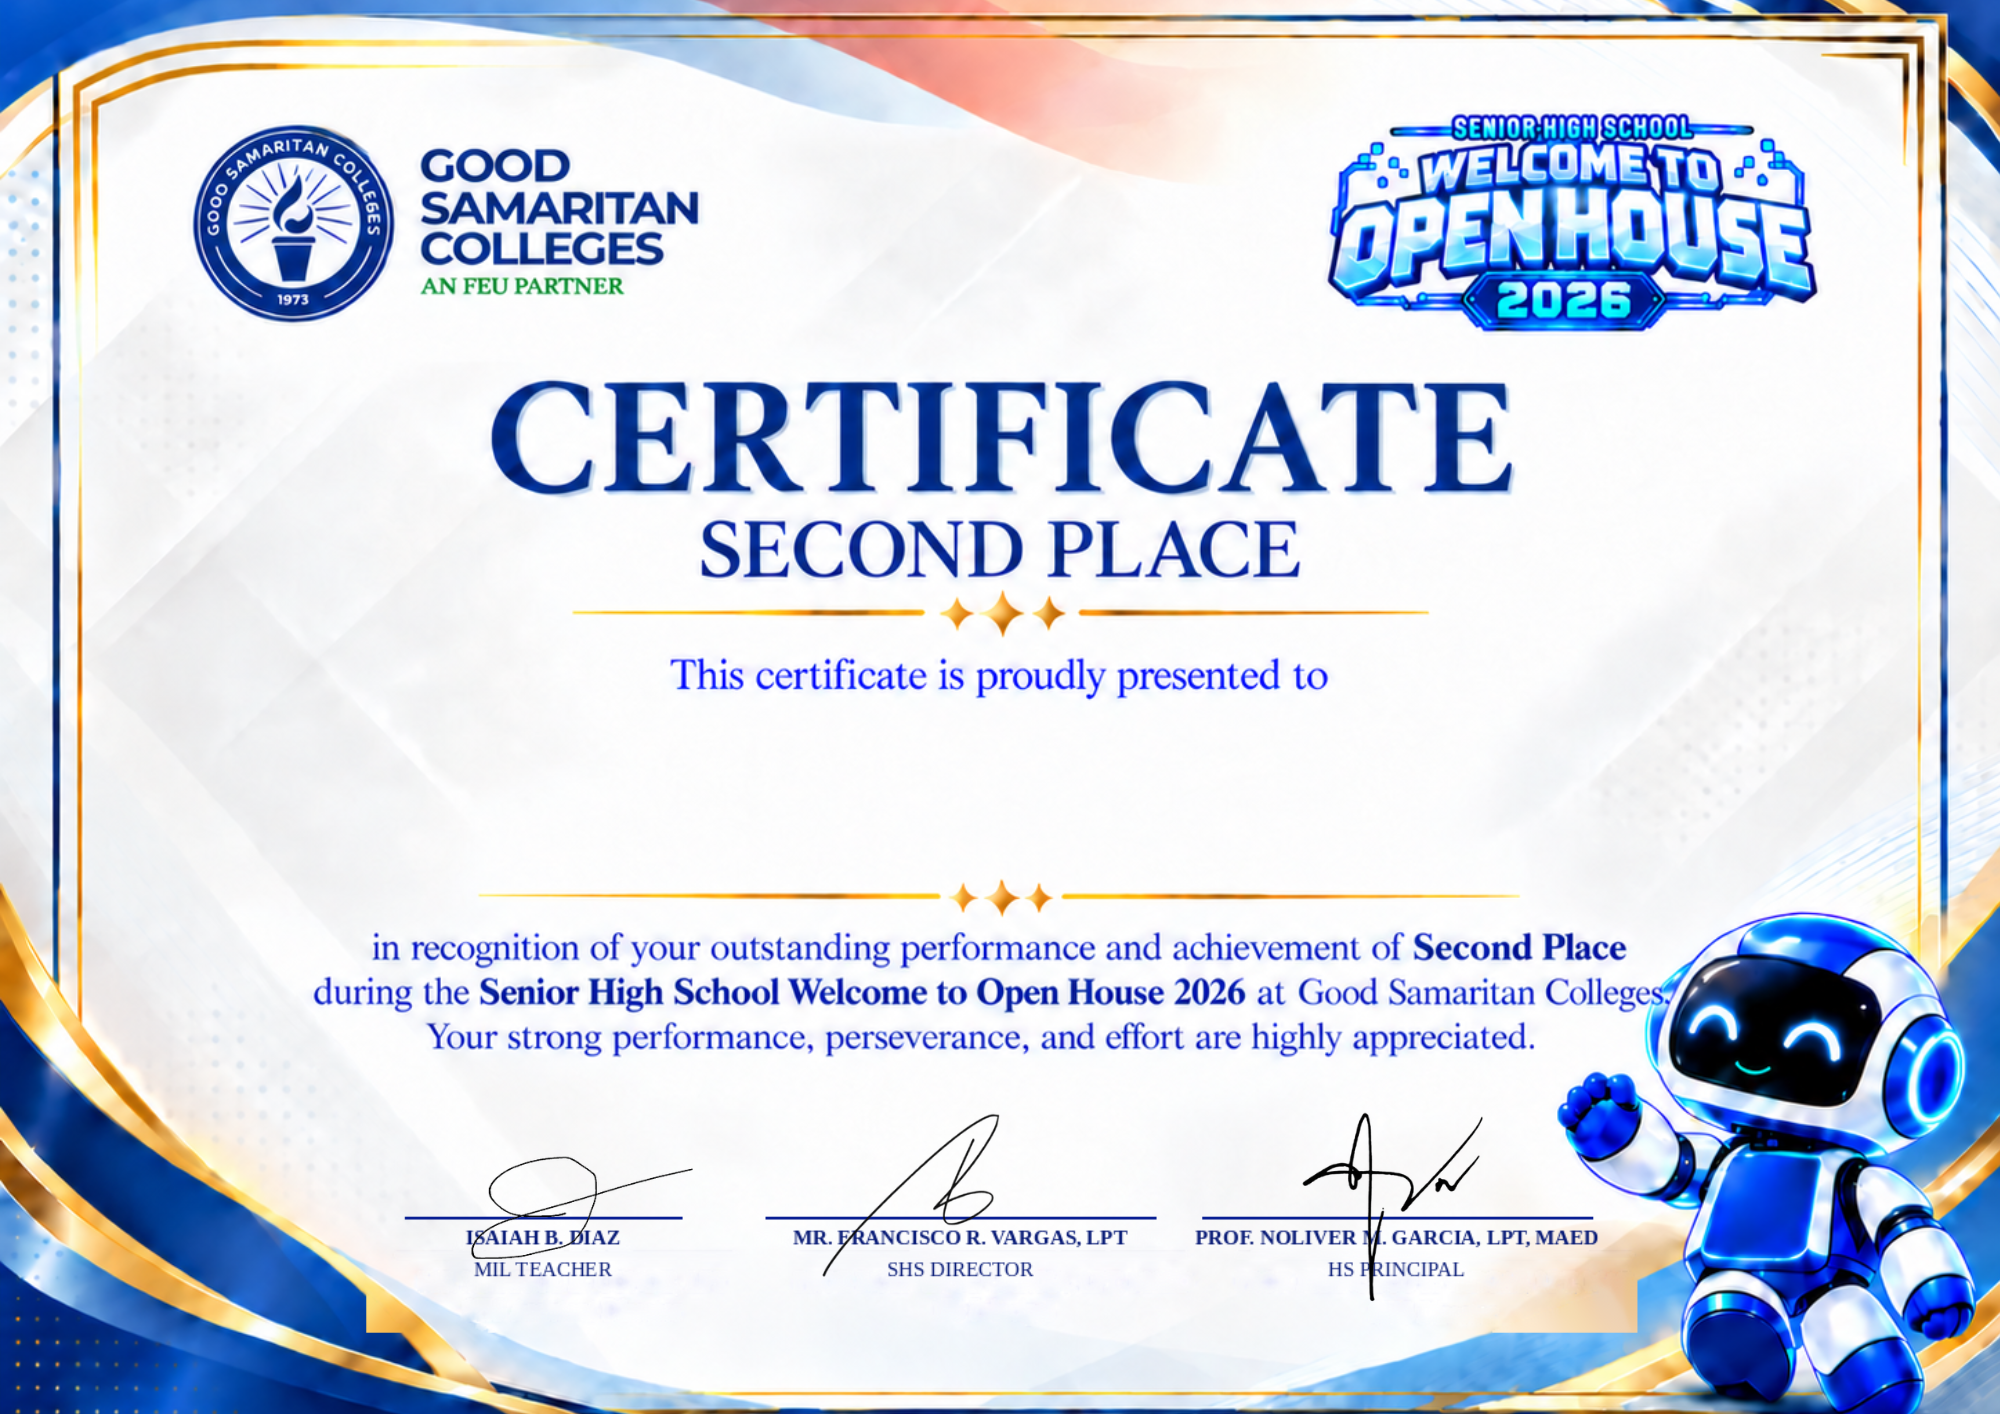 GOOD SAMARITAN COLLEGES
1973
GOOD
SAMARITAN
COLLEGES
AN FEU PARTNER
SENIOR HIGH SCHOOL
WELCOME TO
OPEN HOUSE
2026
CERTIFICATE
SECOND PLACE
This certificate is proudly presented to
in recognition of your outstanding performance and achievement of Second Place
during the Senior High School Welcome to Open House 2026 at Good Samaritan Colleges.
Your strong performance, perseverance, and effort are highly appreciated.
ISAIAH B. DIAZ
MIL TEACHER
MR. FRANCISCO R. VARGAS, LPT
SHS DIRECTOR
PROF. NOLIVER M. GARCIA, LPT, MAED
HS PRINCIPAL